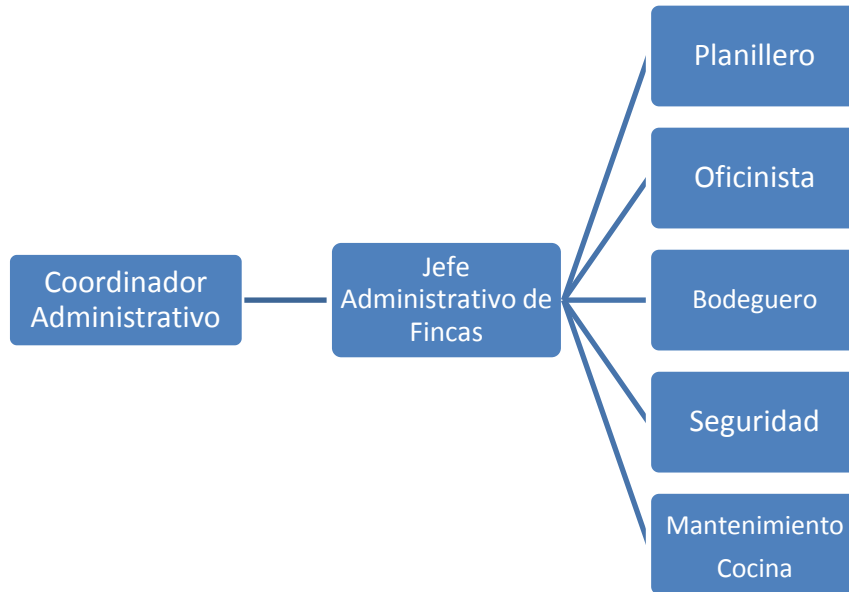 Coordinador
Administrativo
Jefe
Administrativo de
Fincas
Planillero
Oficinista
Bodeguero
Seguridad
Mantenimiento
Cocina